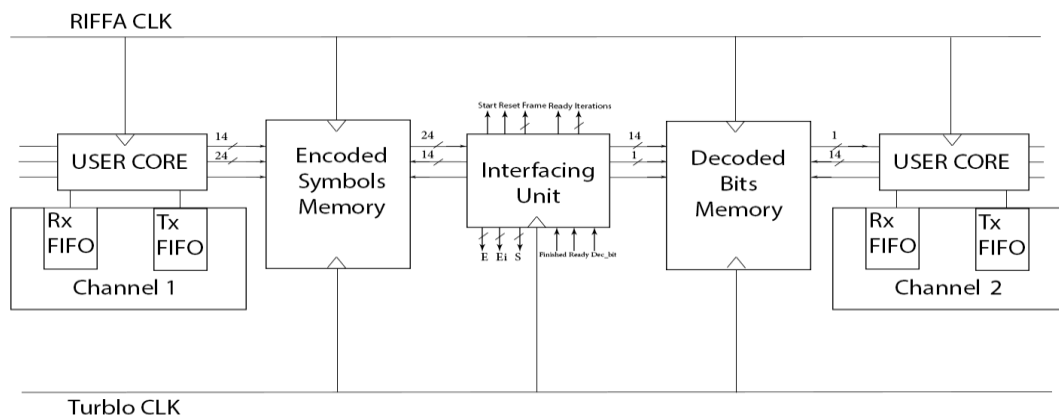 RIFFA CLK
Start Reset Frame Ready Iterations
14
24
USER CORE
Encoded
Symbols
Memory
24
14
Interfacing
Unit
14
1
Decoded
Bits
Memory
1
14
USER CORE
E Ei S Finished Ready Dec_bit
Rx
FIFO
Tx
FIFO
Channel 1
Rx
FIFO
Tx
FIFO
Channel 2
Turblo CLK